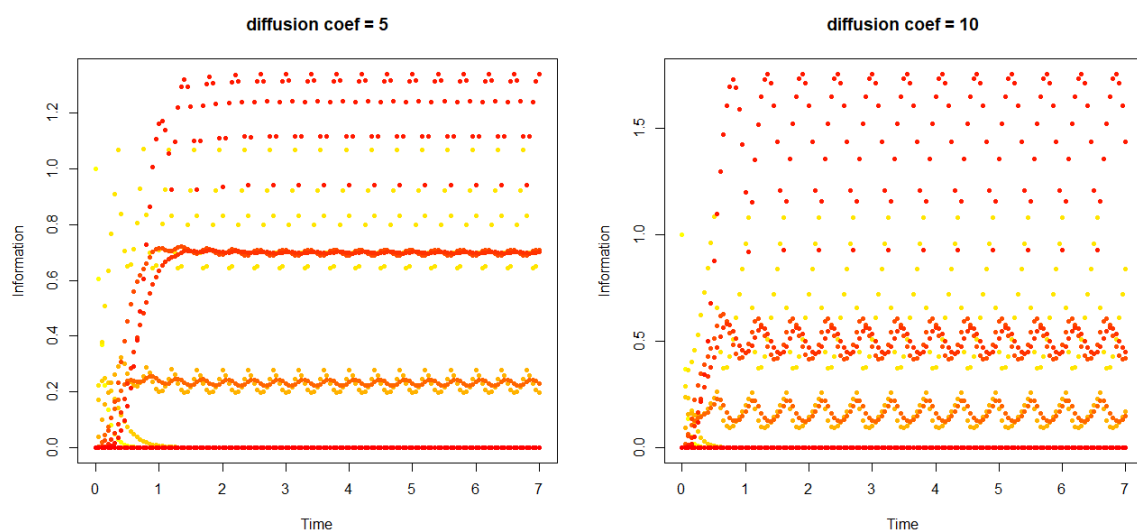 diffusion coef = 5
Information
0.0 0.2 0.4 0.6 0.8 1.0 1.2
0 1 2 3 4 5 6 7
Time
diffusion coef = 10
Information
0.0 0.5 1.0 1.5
0 1 2 3 4 5 6 7
Time